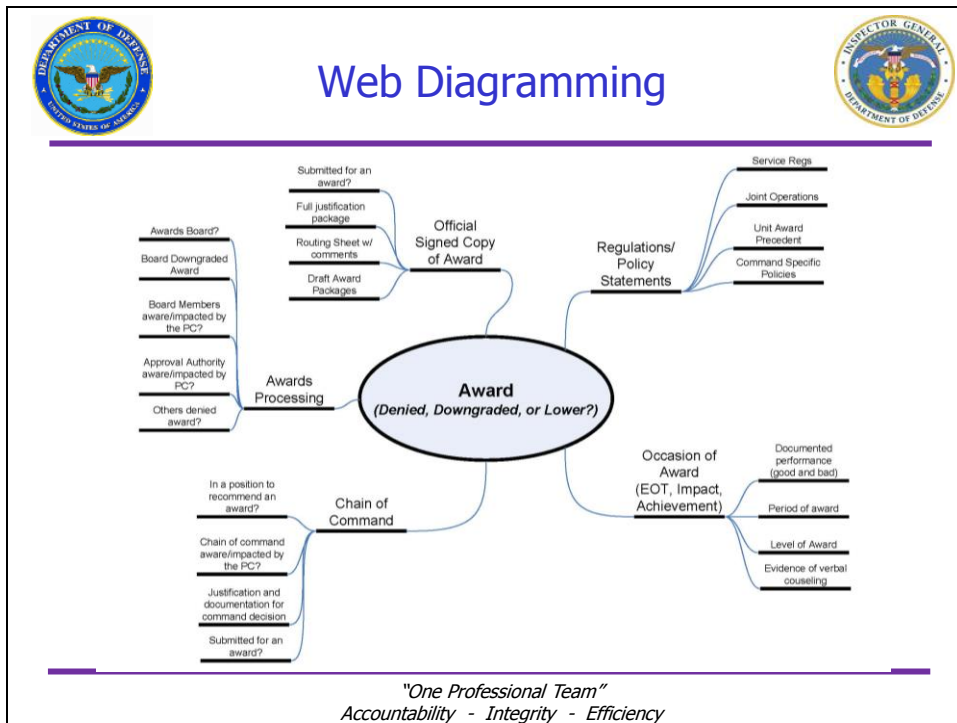 DEPARTMENT OF DEFENSE
UNITED STATES OF AMERICA
Web Diagramming
INSPECTOR GENERAL
DEPARTMENT OF DEFENSE
Submitted for an
award?
Full justification
package
Routing Sheet w/
comments
Draft Award
Packages
Official
Signed Copy
of Award
Service Regs
Joint Operations
Unit Award
Precedent
Command Specific
Policies
Regulations/
Policy
Statements
Awards Board?
Board Downgraded
Award
Board Members
aware/impacted by
the PC?
Approval Authority
aware/impacted by
PC?
Others denied
award?
Awards
Processing
Award
(Denied, Downgraded, or Lower?)
In a position to
recommend an
award?
Chain of command
aware/impacted by
the PC?
Justification and
documentation for
command decision
Submitted for an
award?
Chain of
Command
Occasion of
Award
(EOT, Impact,
Achievement)
Documented
performance
(good and bad)
Period of award
Level of Award
Evidence of verbal
couseling
"One Professional Team"
Accountability - Integrity - Efficiency